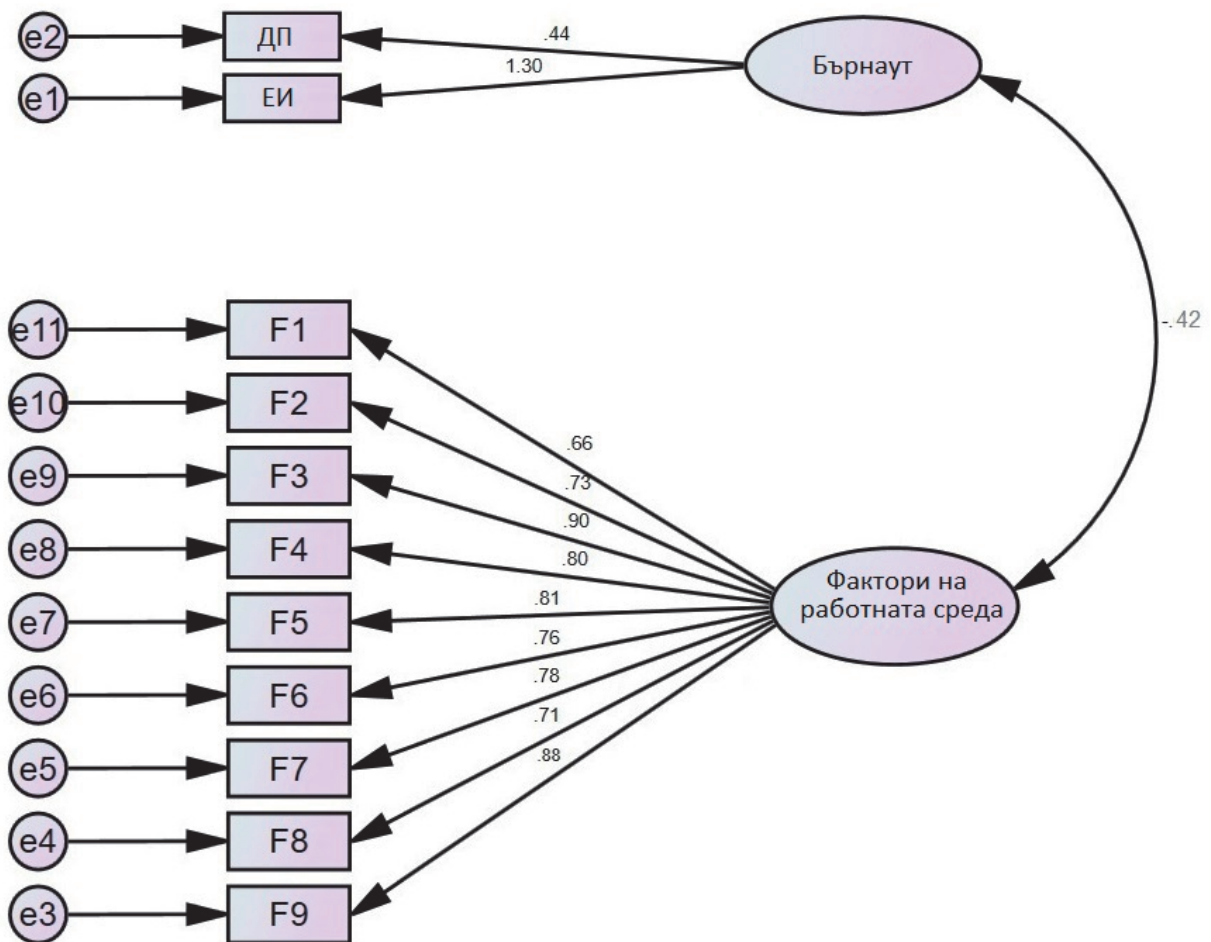 e2
ДП
.44
Бърнаут
e1
ЕИ
1.30
-.42
e11
F1
e10
F2
e9
F3
e8
F4
e7
F5
e6
F6
e5
F7
e4
F8
e3
F9
.66
.73
.90
.80
.81
.76
.78
.71
.88
Фактори на
работната среда